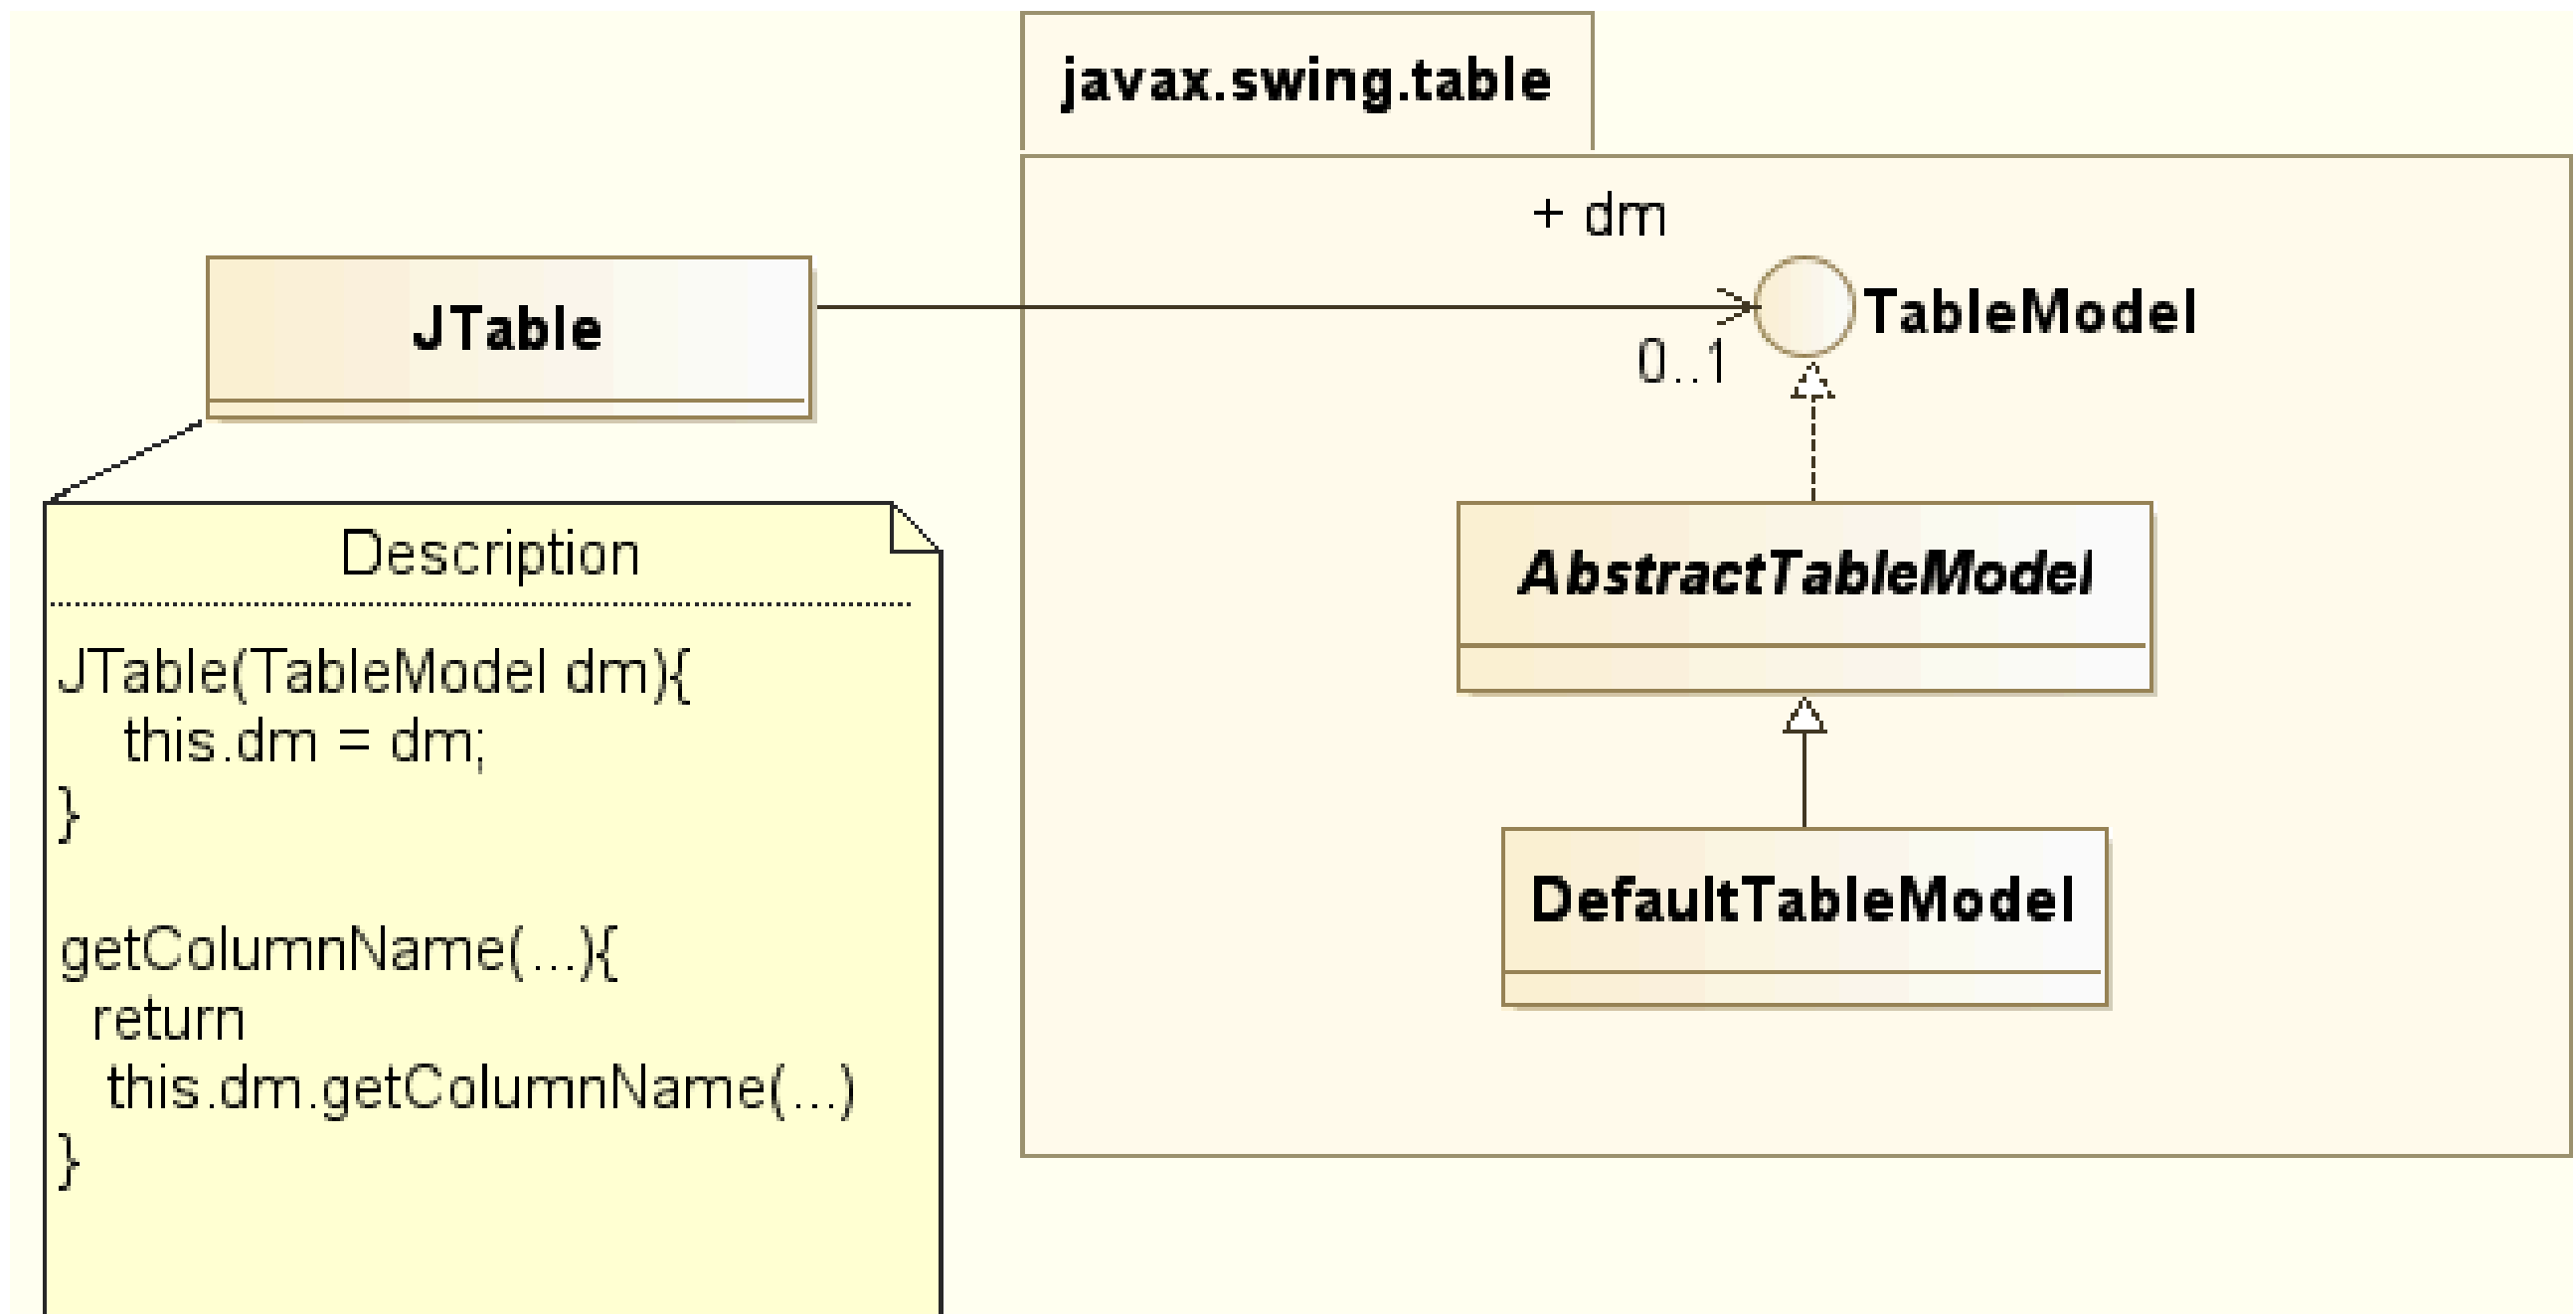 javax.swing.table
+ dm
JTable
TableModel
0..1
AbstractTableModel
DefaultTableModel
Description
JTable(TableModel dm){
this.dm = dm;
}
getColumnName(...){
return
this.dm.getColumnName(...)
}